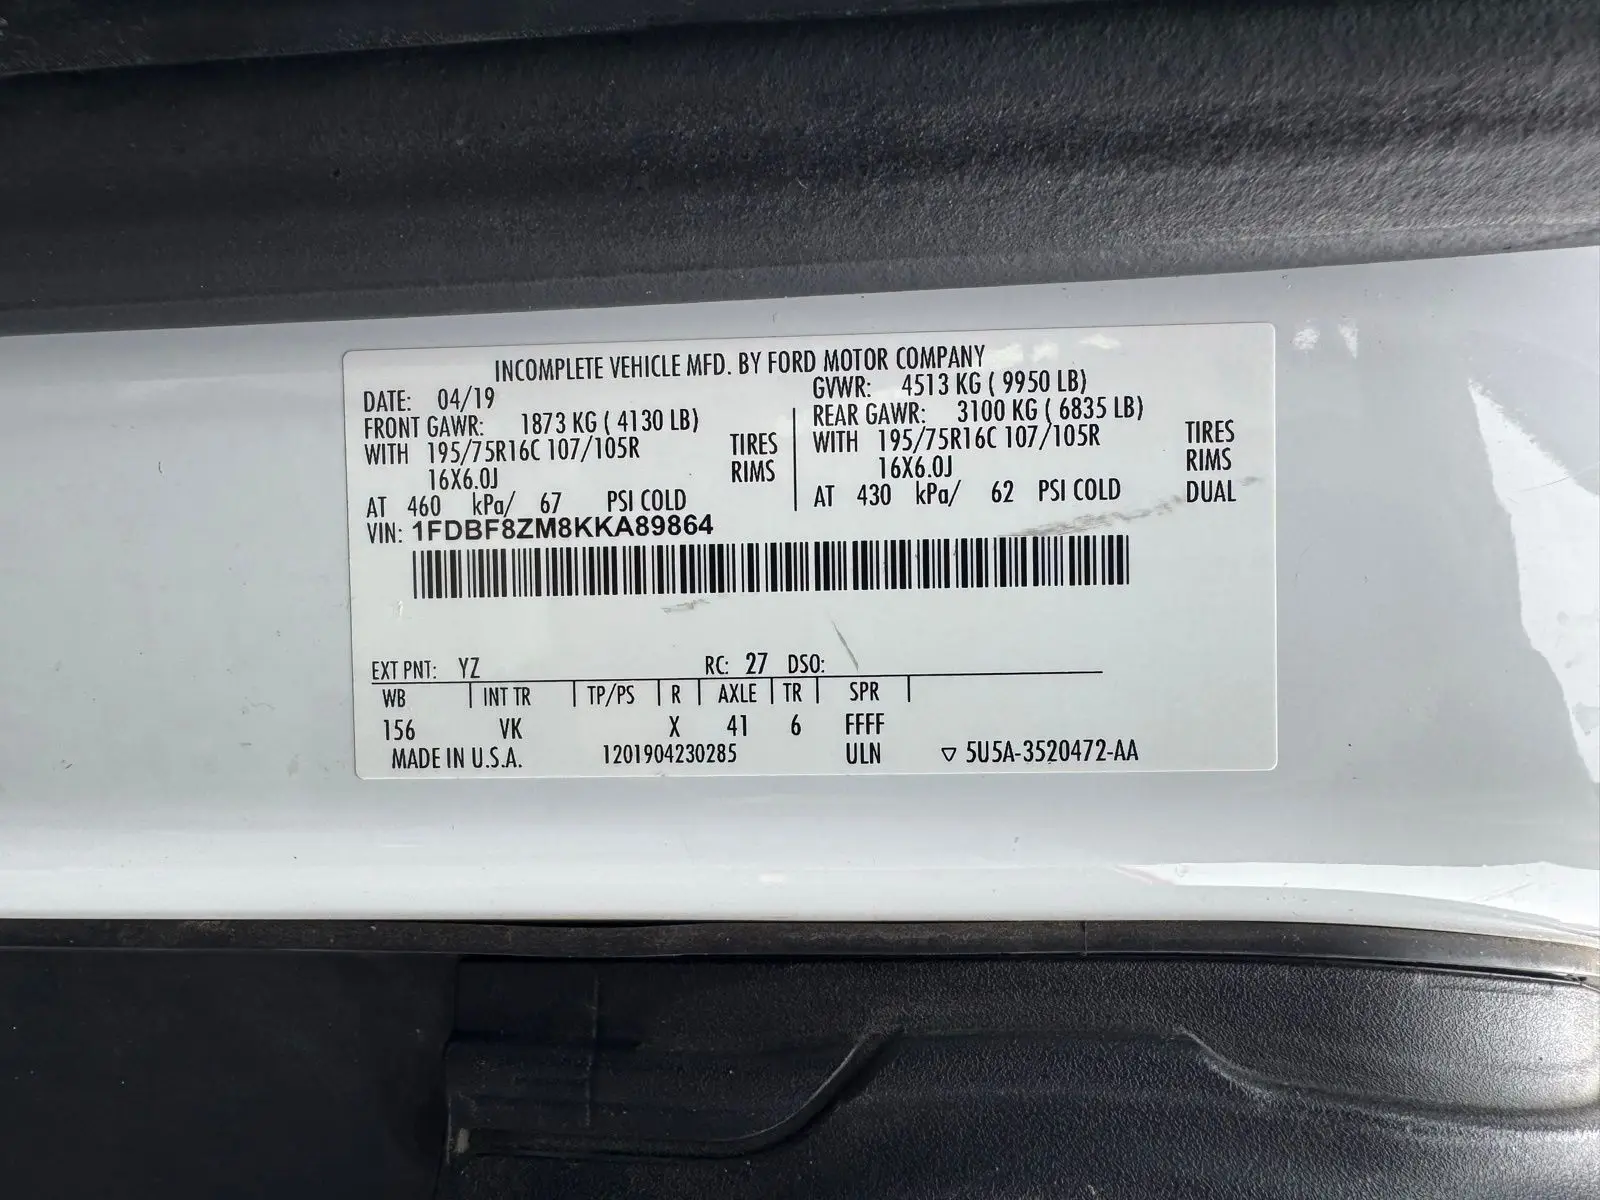 INCOMPLETE VEHICLE MFD. BY FORD MOTOR COMPANY
DATE: 04/19 GVWR: 4513 KG ( 9950 LB)
FRONT GAWR: 1873 KG ( 4130 LB) REAR GAWR: 3100 KG ( 6835 LB)
WITH 195/75R16C 107/105R TIRES WITH 195/75R16C 107/105R TIRES
16X6.0J RIMS 16X6.0J RIMS
AT 460 kPa/ 67 PSI COLD AT 430 kPa/ 62 PSI COLD DUAL
VIN: 1FDBF8ZM8KKA89864
EXT PNT: YZ RC: 27 DSO:
WB INT TR TP/PS R AXLE TR SPR
156 VK X 41 6 FFFF
MADE IN U.S.A. 1201904230285 ULN ▽ 5U5A-3520472-AA